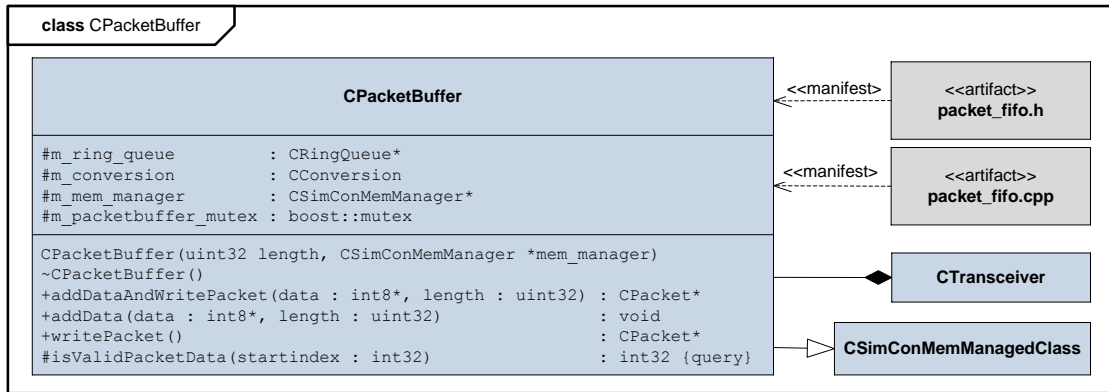 class CPacketBuffer
CPacketBuffer
#m_ring_queue : CRingQueue*
#m_conversion : CConversion
#m_mem_manager : CSimConMemManager*
#m_packetbuffer_mutex : boost::mutex
CPacketBuffer(uint32 length, CSimConMemManager *mem_manager)
~CPacketBuffer()
+addDataAndWritePacket(data : int8*, length : uint32) : CPacket*
+addData(data : int8*, length : uint32) : void
+writePacket() : CPacket*
#isValidPacketData(startindex : int32) : int32 {query}
<<manifest>
<<artifact>>
packet_fifo.h
<<manifest>
<<artifact>>
packet_fifo.cpp
CTransceiver
CSimConMemManagedClass